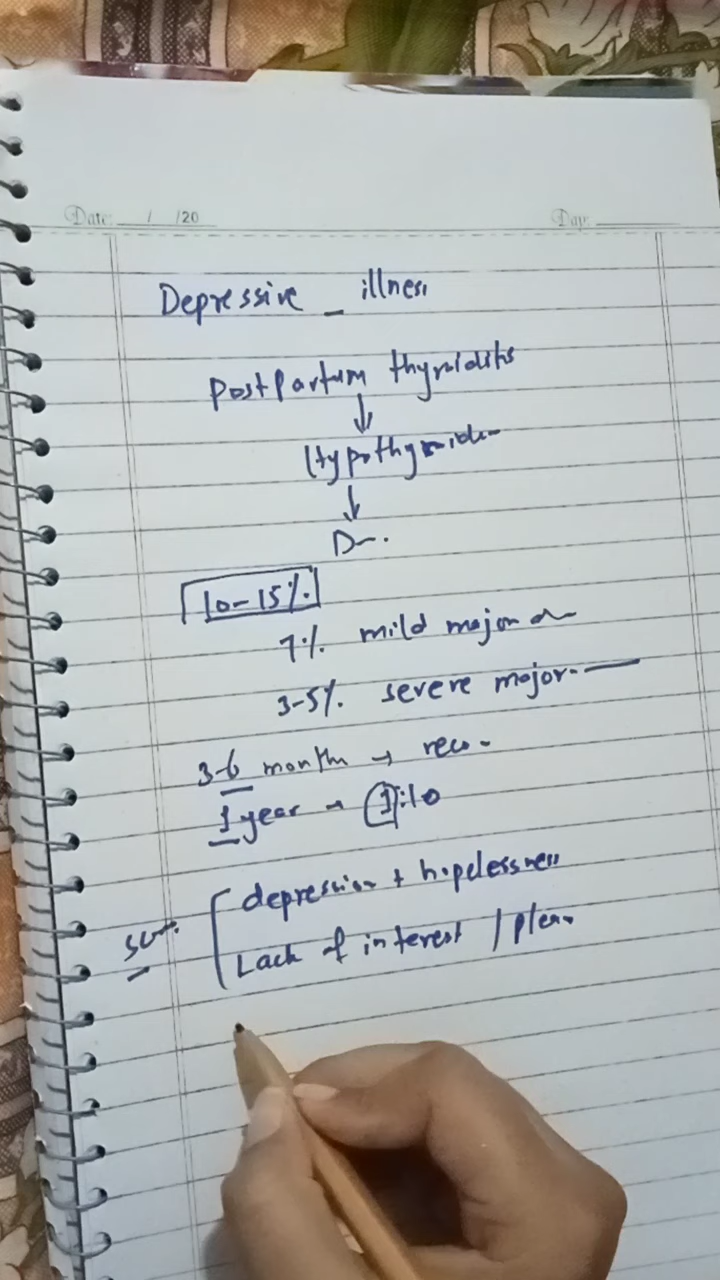 Date: / /20 Day:
Depressive _ illness
Postpartum thyroiditis
↓
Hypothyroidi
↓
D
10-15%
7% mild major
3-5% severe major
3-6 month → reco.
1 year → 1:10
depression + hopelessness
Lack of interest / pleas